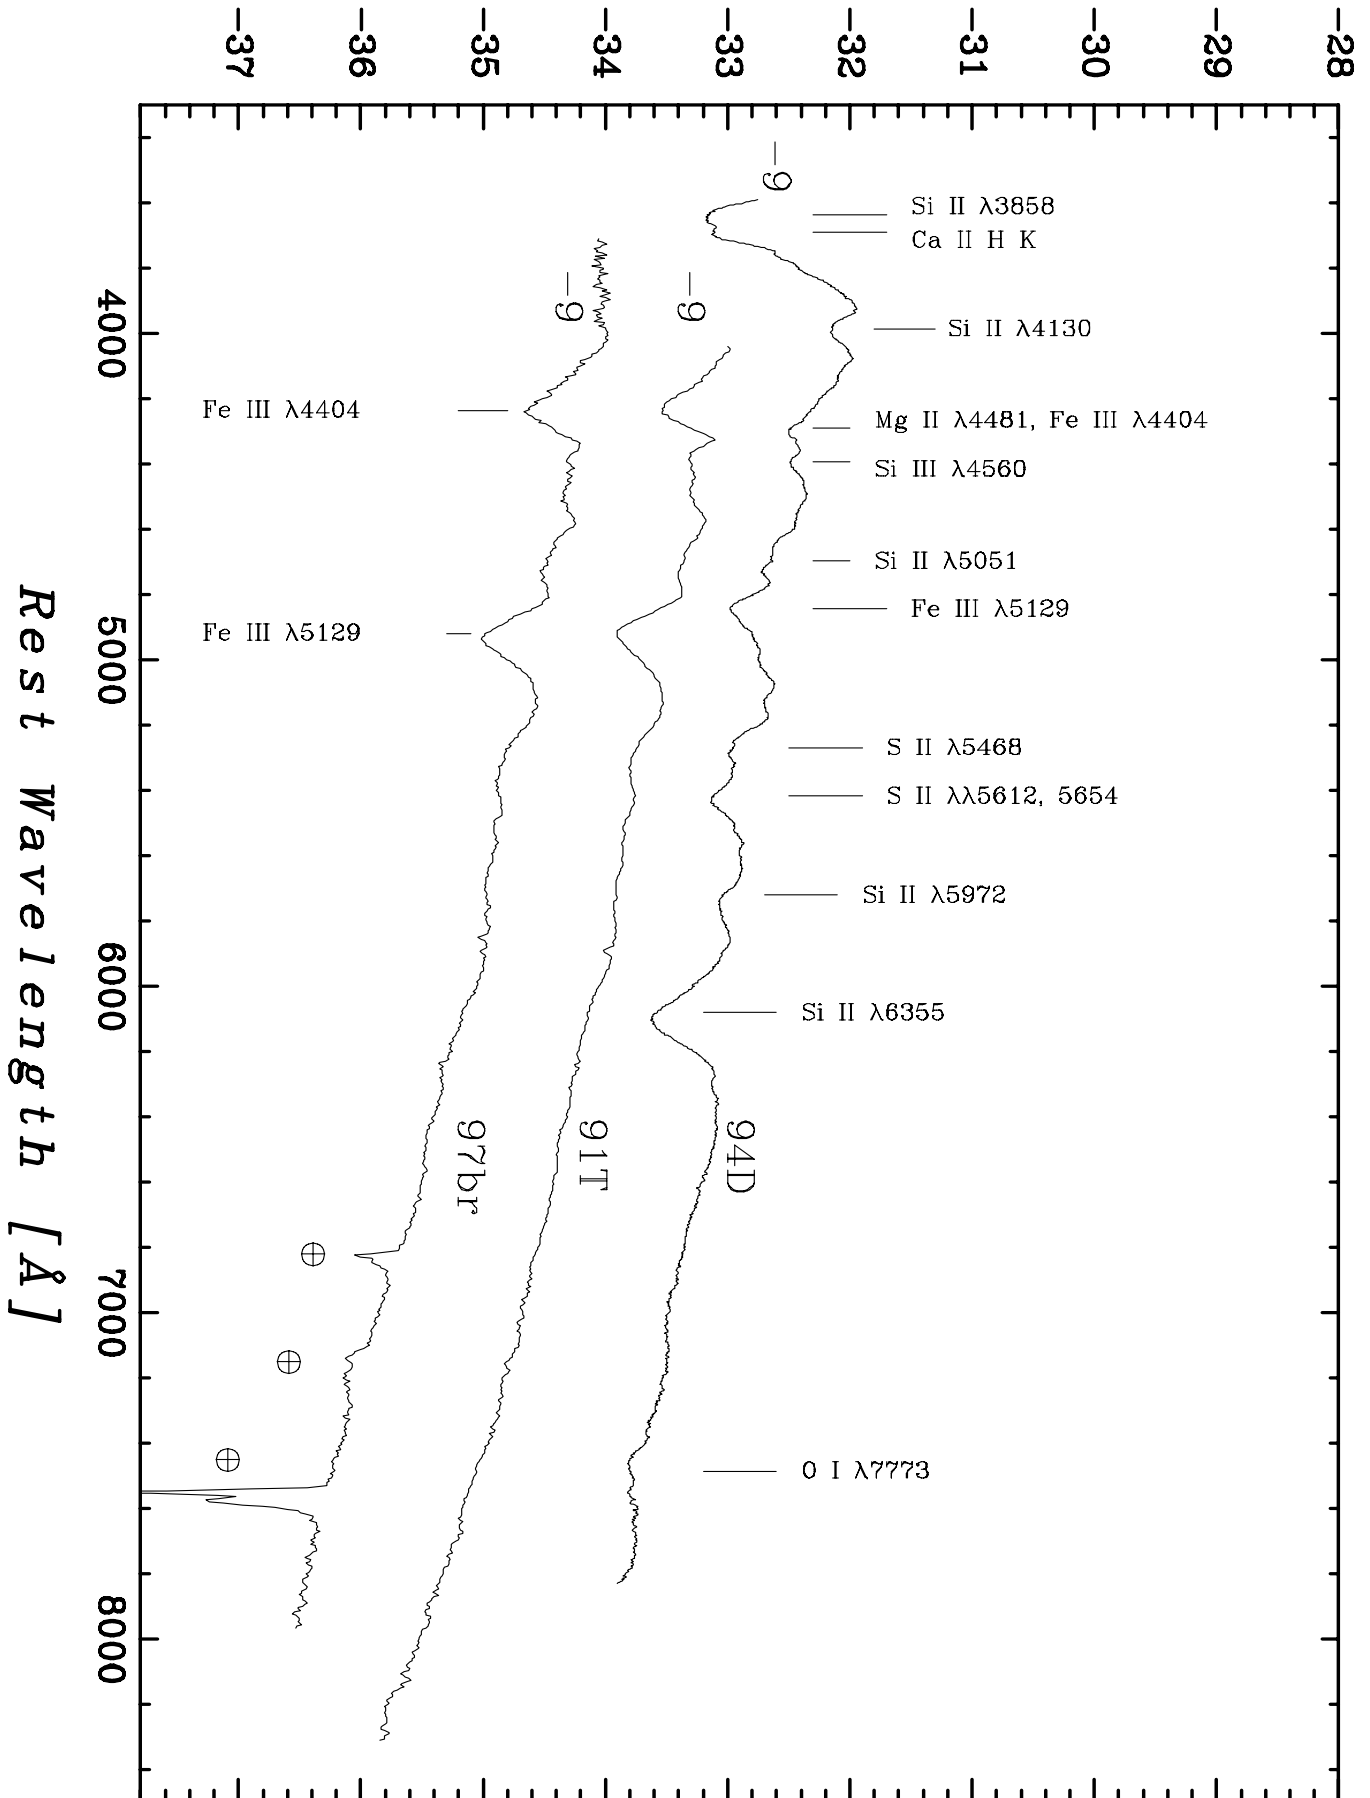 28
29
30
31
32
33
34
35
36
37
Si II λ3858
Ca II H K
Si II λ4130
Mg II λ4481, Fe III λ4404
Si III λ4560
Si II λ5051
Fe III λ5129
S II λ5468
S II λλ5612, 5654
Si II λ5972
Si II λ6355
O I λ7773
Fe III λ4404
Fe III λ5129
−9
−9
−9
94D
91T
97br
4000
5000
6000
7000
8000
Rest Wavelength [Å]